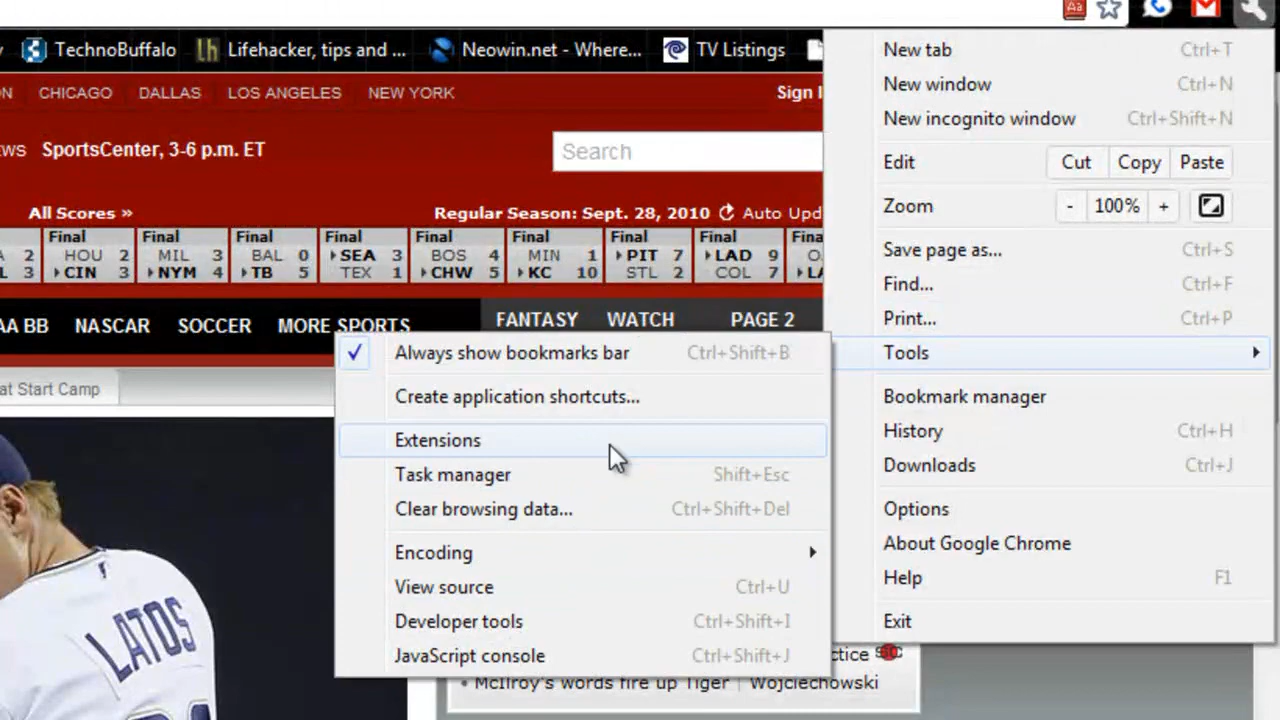 TechnoBuffalo
Lifehacker, tips and ...
Neowin.net - Where...
TV Listings
CHICAGO DALLAS LOS ANGELES NEW YORK
Sign I
SportsCenter, 3-6 p.m. ET
Search
All Scores »
Regular Season: Sept. 28, 2010
Auto Upd
Final Final Final Final Final Final Final Final
2 HOU 2 MIL 3 BAL 0 SEA 3 BOS 4 MIN 1 PIT 7 LAD 9
3 CIN 3 NYM 4 TB 5 TEX 1 CHW 5 KC 10 STL 2 COL 7
AA BB NASCAR SOCCER MORE SPORTS FANTASY WATCH PAGE 2
at Start Camp
LATOS
Always show bookmarks bar Ctrl+Shift+B
Create application shortcuts...
Extensions
Task manager Shift+Esc
Clear browsing data... Ctrl+Shift+Del
Encoding
View source Ctrl+U
Developer tools Ctrl+Shift+I
JavaScript console Ctrl+Shift+J
New tab Ctrl+T
New window Ctrl+N
New incognito window Ctrl+Shift+N
Edit Cut Copy Paste
Zoom - 100% +
Save page as... Ctrl+S
Find... Ctrl+F
Print... Ctrl+P
Tools
Bookmark manager
History Ctrl+H
Downloads Ctrl+J
Options
About Google Chrome
Help F1
Exit
McIlroy's words fire up Tiger | Wojciechowski